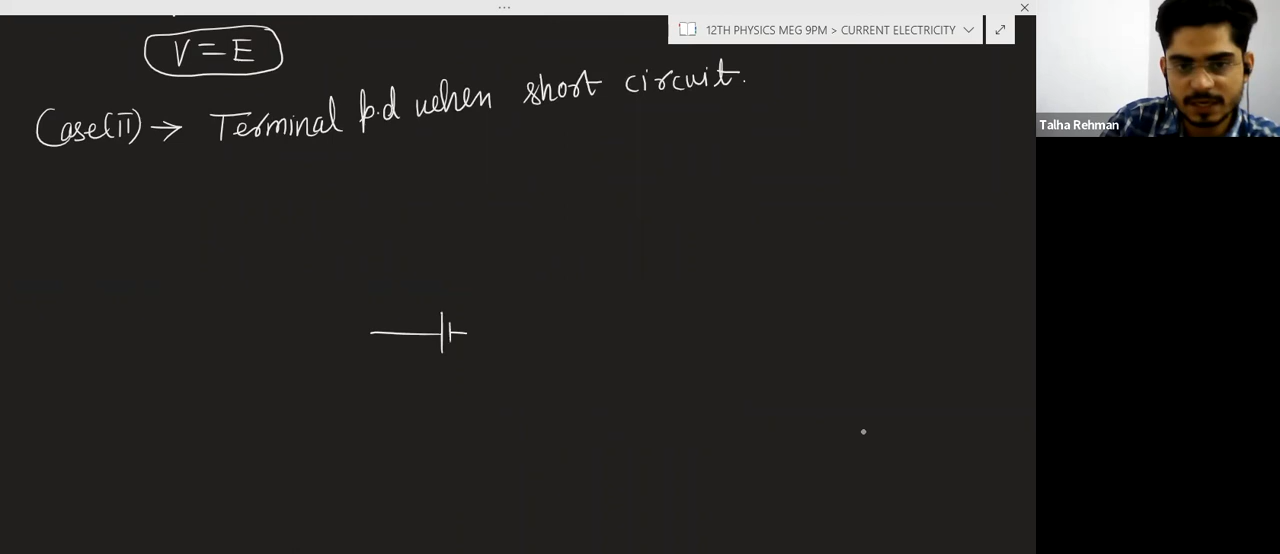 12TH PHYSICS MEG 9PM > CURRENT ELECTRICITY
V = E
Case(II) → Terminal p.d when short circuit.
Talha Rehman